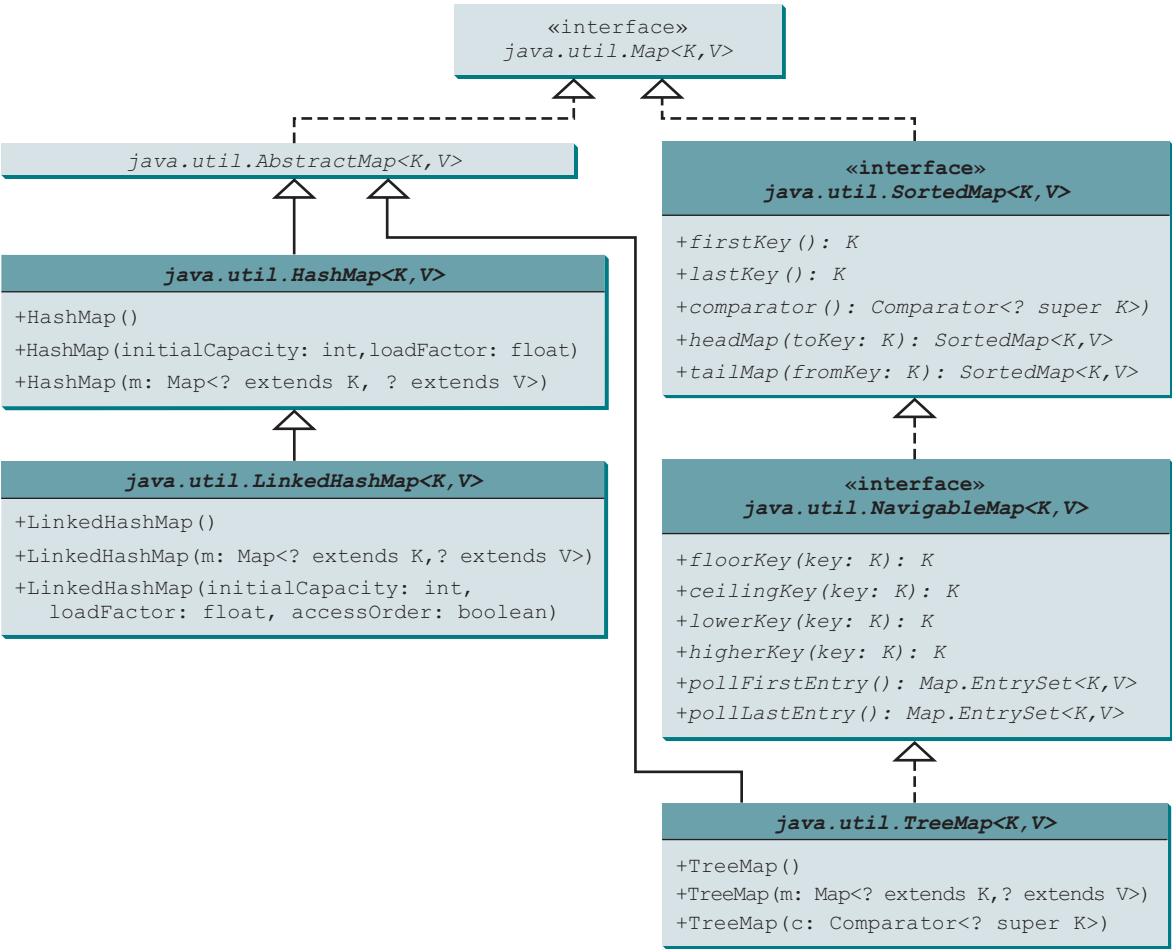 «interface»
java.util.Map<K,V>
java.util.AbstractMap<K,V>
java.util.HashMap<K,V>
+HashMap()
+HashMap(initialCapacity: int,loadFactor: float)
+HashMap(m: Map<? extends K, ? extends V>)
java.util.LinkedHashMap<K,V>
+LinkedHashMap()
+LinkedHashMap(m: Map<? extends K,? extends V>)
+LinkedHashMap(initialCapacity: int,
loadFactor: float, accessOrder: boolean)
«interface»
java.util.SortedMap<K,V>
+firstKey(): K
+lastKey(): K
+comparator(): Comparator<? super K>)
+headMap(toKey: K): SortedMap<K,V>
+tailMap(fromKey: K): SortedMap<K,V>
«interface»
java.util.NavigableMap<K,V>
+floorKey(key: K): K
+ceilingKey(key: K): K
+lowerKey(key: K): K
+higherKey(key: K): K
+pollFirstEntry(): Map.EntrySet<K,V>
+pollLastEntry(): Map.EntrySet<K,V>
java.util.TreeMap<K,V>
+TreeMap()
+TreeMap(m: Map<? extends K,? extends V>)
+TreeMap(c: Comparator<? super K>)